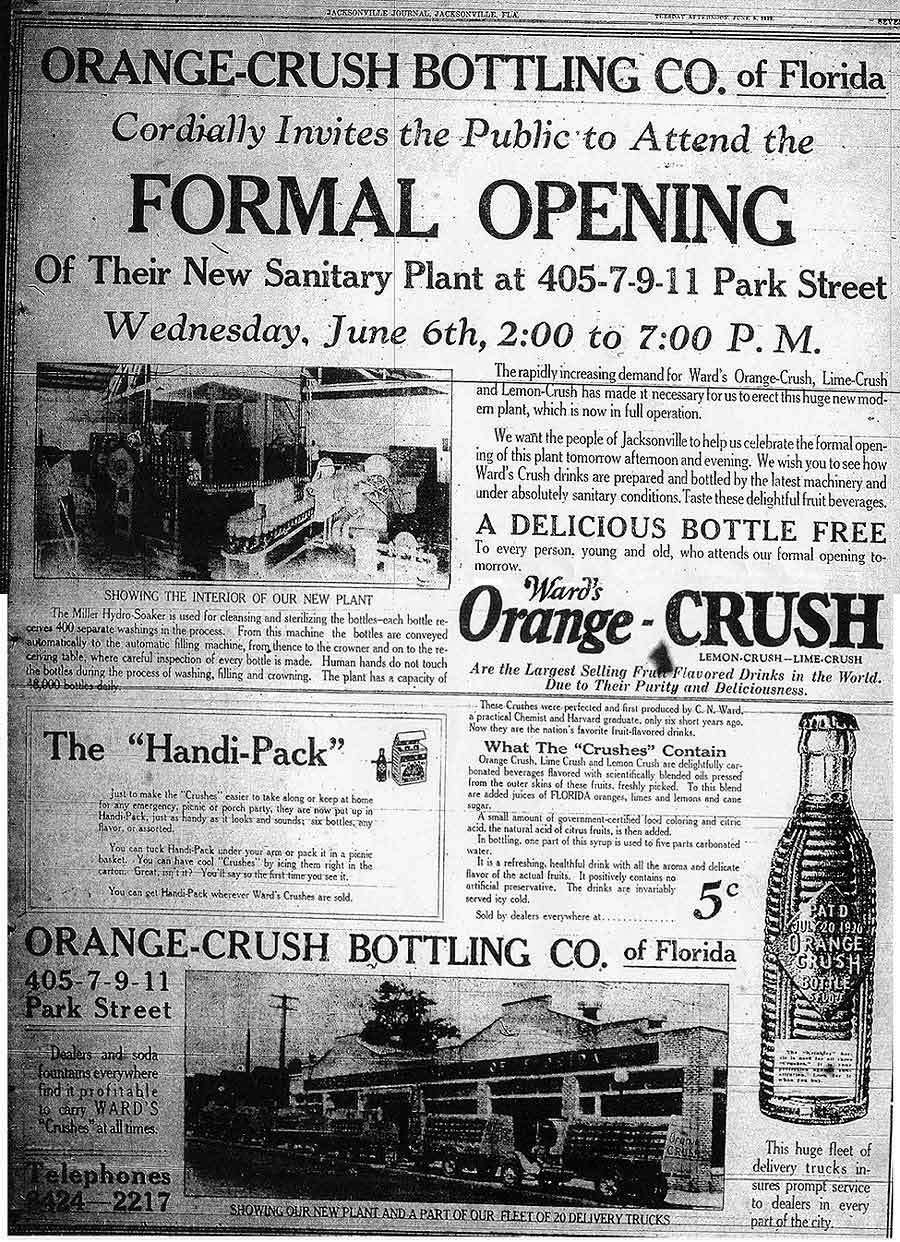 JACKSONVILLE JOURNAL, JACKSONVILLE, FLA.
TUESDAY AFTERNOON, JUNE 5,
ORANGE-CRUSH BOTTLING CO. of Florida
Cordially Invites the Public to Attend the
FORMAL OPENING
Of Their New Sanitary Plant at 405-7-9-11 Park Street
Wednesday, June 6th, 2:00 to 7:00 P. M.
The rapidly increasing demand for Ward's Orange-Crush, Lime-Crush
and Lemon-Crush has made it necessary for us to erect this huge new mod-
ern plant, which is now in full operation.
We want the people of Jacksonville to help us celebrate the formal open-
ing of this plant tomorrow afternoon and evening. We wish you to see how
Ward's Crush drinks are prepared and bottled by the latest machinery and
under absolutely sanitary conditions. Taste these delightful fruit beverages.
A DELICIOUS BOTTLE FREE
To every person, young and old, who attends our formal opening to-
morrow.
SHOWING THE INTERIOR OF OUR NEW PLANT
The Miller Hydro-Soaker is used for cleansing and sterilizing the bottles—each bottle re-
ceives 400 separate washings in the process. From this machine the bottles are conveyed
automatically to the automatic filling machine, from thence to the crowner and on to the re-
ceiving table, where careful inspection of every bottle is made. Human hands do not touch
the bottles during the process of washing, filling and crowning. The plant has a capacity of
48,000 bottles daily.
Ward's
Orange-CRUSH
LEMON-CRUSH—LIME-CRUSH
Are the Largest Selling Fruit Flavored Drinks in the World.
Due to Their Purity and Deliciousness.
The "Handi-Pack"
Just to make the "Crushes" easier to take along or keep at home
for any emergency, picnic or porch party, they are now put up in
Handi-Pack, just as handy as it looks and sounds; six bottles, any
flavor, or assorted.
You can tuck Handi-Pack under your arm or pack it in a picnic
basket. You can have cool "Crushes" by icing them right in the
carton. Great, isn't it? You'll say so the first time you see it.
You can get Handi-Pack wherever Ward's Crushes are sold.
These Crushes were perfected and first produced by C. N. Ward,
a practical Chemist and Harvard graduate, only six short years ago.
Now they are the nation's favorite fruit-flavored drinks.
What The "Crushes" Contain
Orange Crush, Lime Crush and Lemon Crush are delightfully car-
bonated beverages flavored with scientifically blended oils pressed
from the outer skins of these fruits, freshly picked. To this blend
are added juices of FLORIDA oranges, limes and lemons and cane
sugar.
A small amount of government-certified food coloring and citric
acid, the natural acid of citrus fruits, is then added.
In bottling, one part of this syrup is used to five parts carbonated
water.
It is a refreshing, healthful drink with all the aroma and delicate
flavor of the actual fruits. It positively contains no
artificial preservative. The drinks are invariably
served icy cold.
Sold by dealers everywhere at............
5c
PAT'D
JULY 20 1920
ORANGE
CRUSH
BOTTLE
ORANGE-CRUSH BOTTLING CO. of Florida
405-7-9-11
Park Street
Dealers and soda
fountains everywhere
find it profitable
to carry WARD'S
"Crushes" at all times.
Telephones
2424 2217
OF FLORIDA
Orange
CRUSH
SHOWING OUR NEW PLANT AND A PART OF OUR FLEET OF 20 DELIVERY TRUCKS
This huge fleet of
delivery trucks in-
sures prompt service
to dealers in every
part of the city.